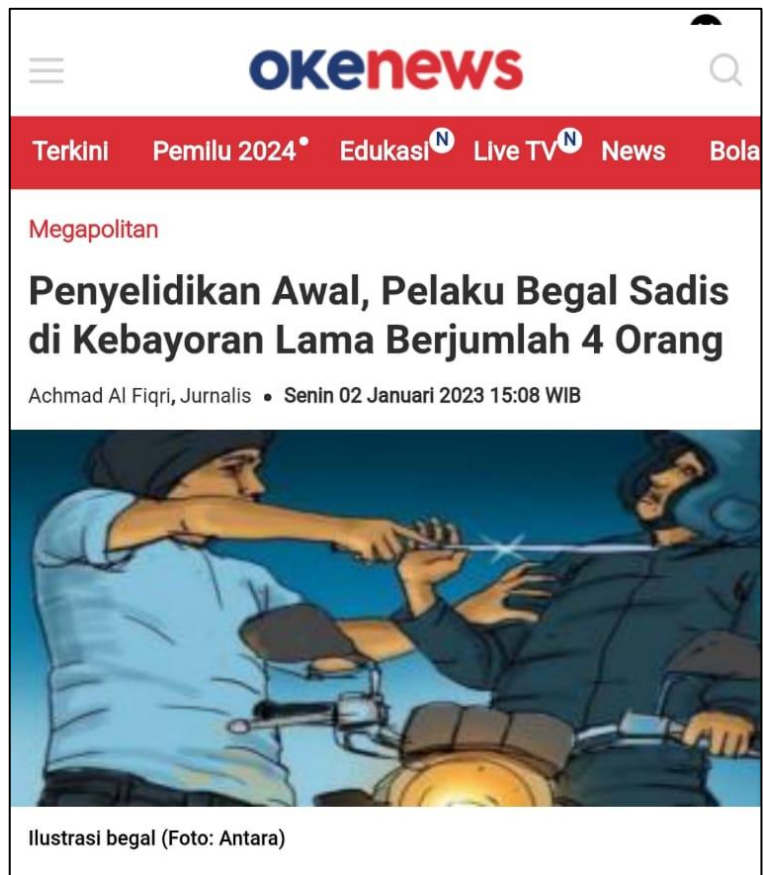 okenews
Terkini Pemilu 2024 Edukasi N Live TV N News Bola
Megapolitan
Penyelidikan Awal, Pelaku Begal Sadis
di Kebayoran Lama Berjumlah 4 Orang
Achmad Al Fiqri, Jurnalis • Senin 02 Januari 2023 15:08 WIB
Ilustrasi begal (Foto: Antara)